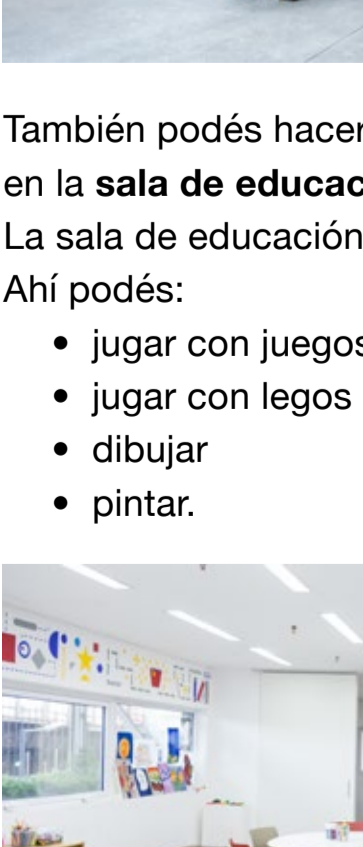 También podés hacer
en la sala de educac
La sala de educación
Ahí podés:
• jugar con juegos
• jugar con legos
• dibujar
• pintar.